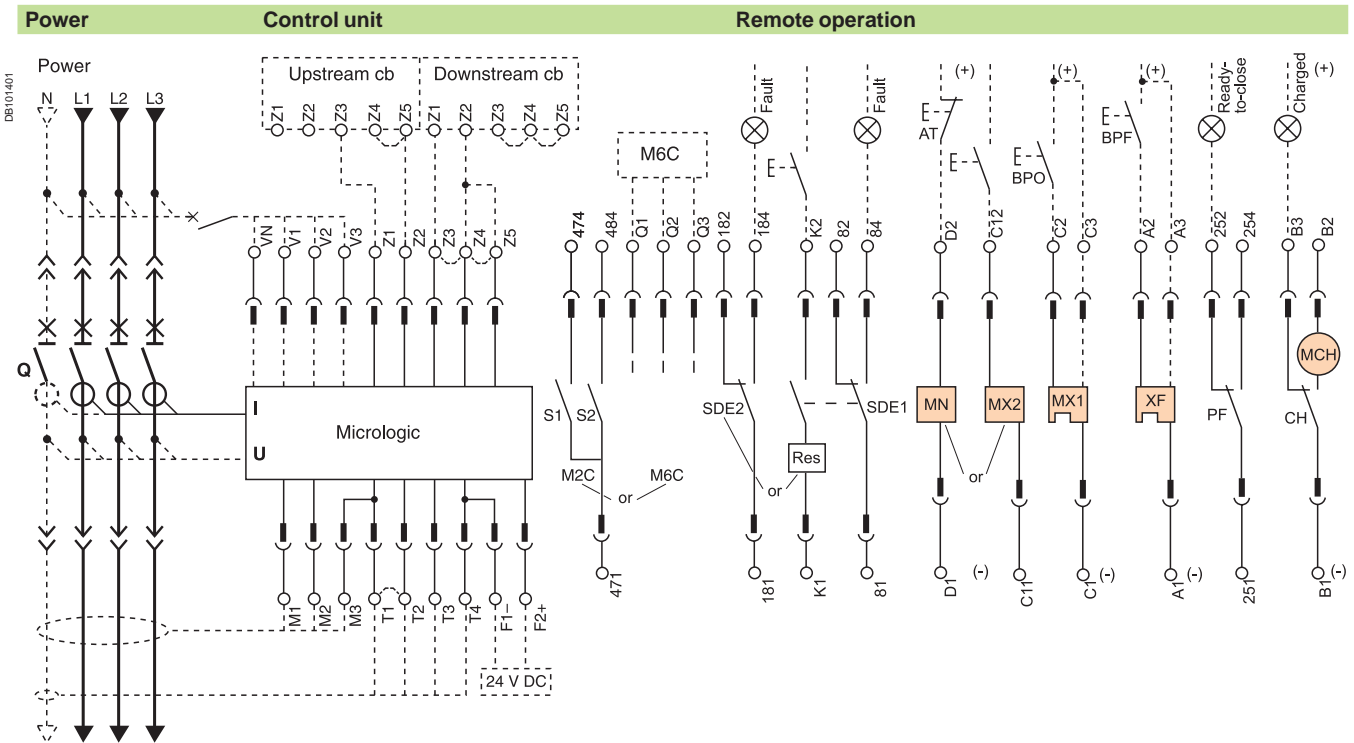 Power Control unit Remote operation
DB101401
Power
N L1 L2 L3
Upstream cb Downstream cb
Z1 Z2 Z3 Z4 Z5 Z1 Z2 Z3 Z4 Z5
M6C
Fault Fault
AT (+)
BPO (+)
BPF (+)
Ready-
to-close
Charged (+)
VN V1 V2 V3 Z1 Z2 Z3 Z4 Z5
474 484 Q1 Q2 Q3 182 184 K2 82 84 D2 C12 C2 C3 A2 A3 252 254 B3 B2
Q
I
U
Micrologic
S1 S2
SDE2 SDE1
Res
MN MX2 MX1 XF
PF CH MCH
M2C or M6C
or
or
M1 M2 M3 T1 T2 T3 T4 F1– F2+
24 V DC
471 181 K1 81
D1 (-) C11 C1 (-) A1 (-) 251 B1 (-)